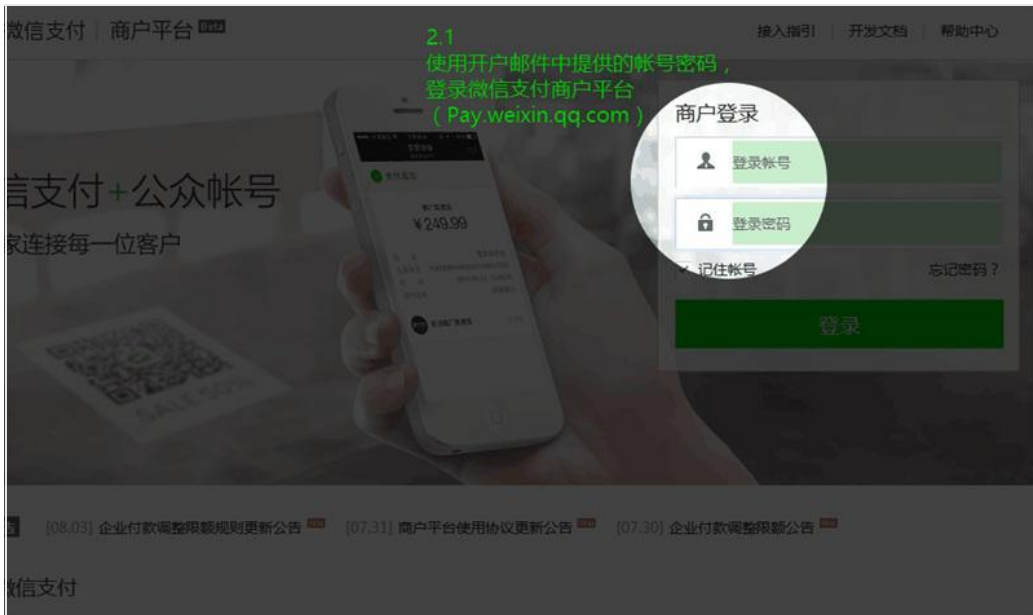 微信支付 商户平台 Beta
接入指引 开发文档 帮助中心
2.1
使用开户邮件中提供的帐号密码，
登录微信支付商户平台
（Pay.weixin.qq.com）
商户登录
登录帐号
登录密码
记住帐号 忘记密码？
登录
信支付+公众帐号
家连接每一位客户
支付成功
¥249.99
SALE 50%
[08.03] 企业付款调整限额规则更新公告 [07.31] 商户平台使用协议更新公告 [07.30] 企业付款调整限额公告
微信支付